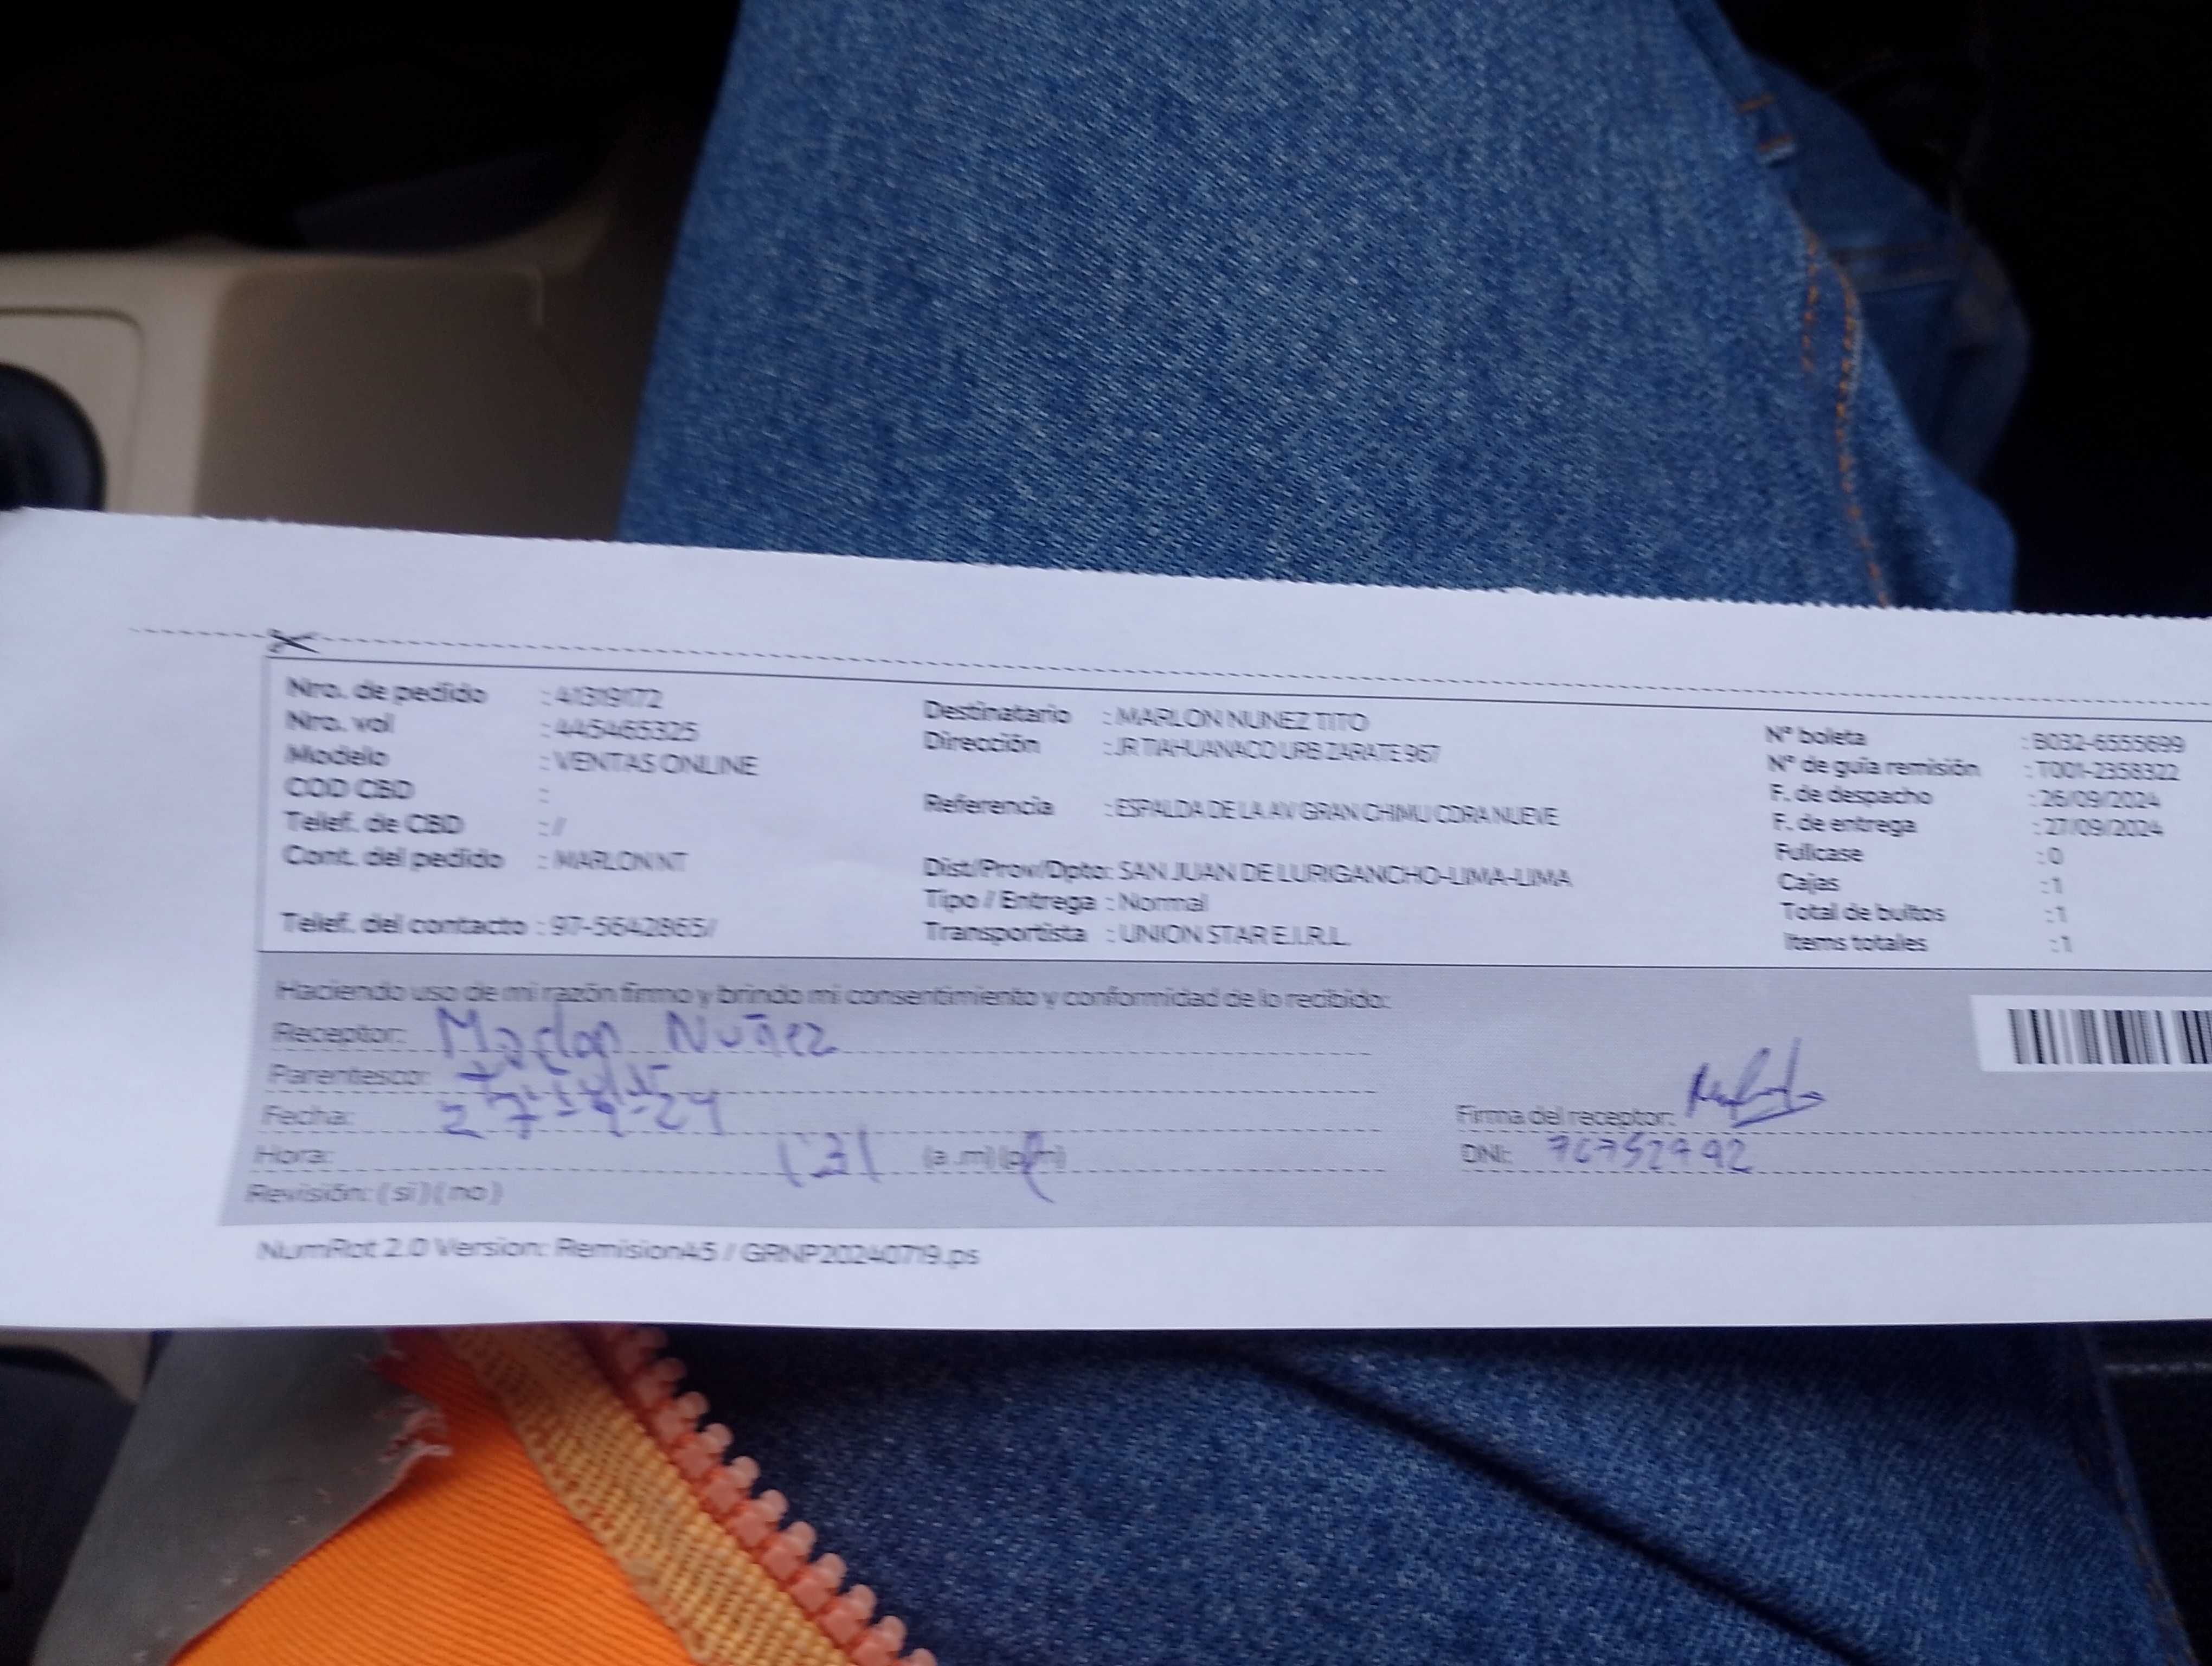 Nro. de pedido : 41319172
Nro. vol : 445465325
Modelo : VENTAS ONLINE
COD CBD :
Telef. de CBD : /
Cont. del pedido : MARLON NT
Telef. del contacto : 97-5642865/
Destinatario : MARLON NUNEZ TITO
Dirección : JR TIAHUANACO URB ZARATE 967
Referencia : ESPALDA DE LA AV GRAN CHIMU CDRA NUEVE
Dist/Prov/Dpto: SAN JUAN DE LURIGANCHO-LIMA-LIMA
Tipo / Entrega : Normal
Transportista : UNION STAR E.I.R.L.
N° boleta : B032-6555699
N° de guia remisión : T001-2358322
F. de despacho : 26/09/2024
F. de entrega : 27/09/2024
Fullcase : 0
Cajas : 1
Total de bultos : 1
Items totales : 1
Haciendo uso de mi razón firmo y brindo mi consentimiento y conformidad de lo recibido:
Receptor: Marlon Nuñez
Parentesco:
Fecha: 27-9-24
Hora: 1:31 (a.m) (p.m)
Revisión: (si) (no)
Firma del receptor:
DNI:
NumRot 2.0 Version: Remision45 // GRNP20240719.ps